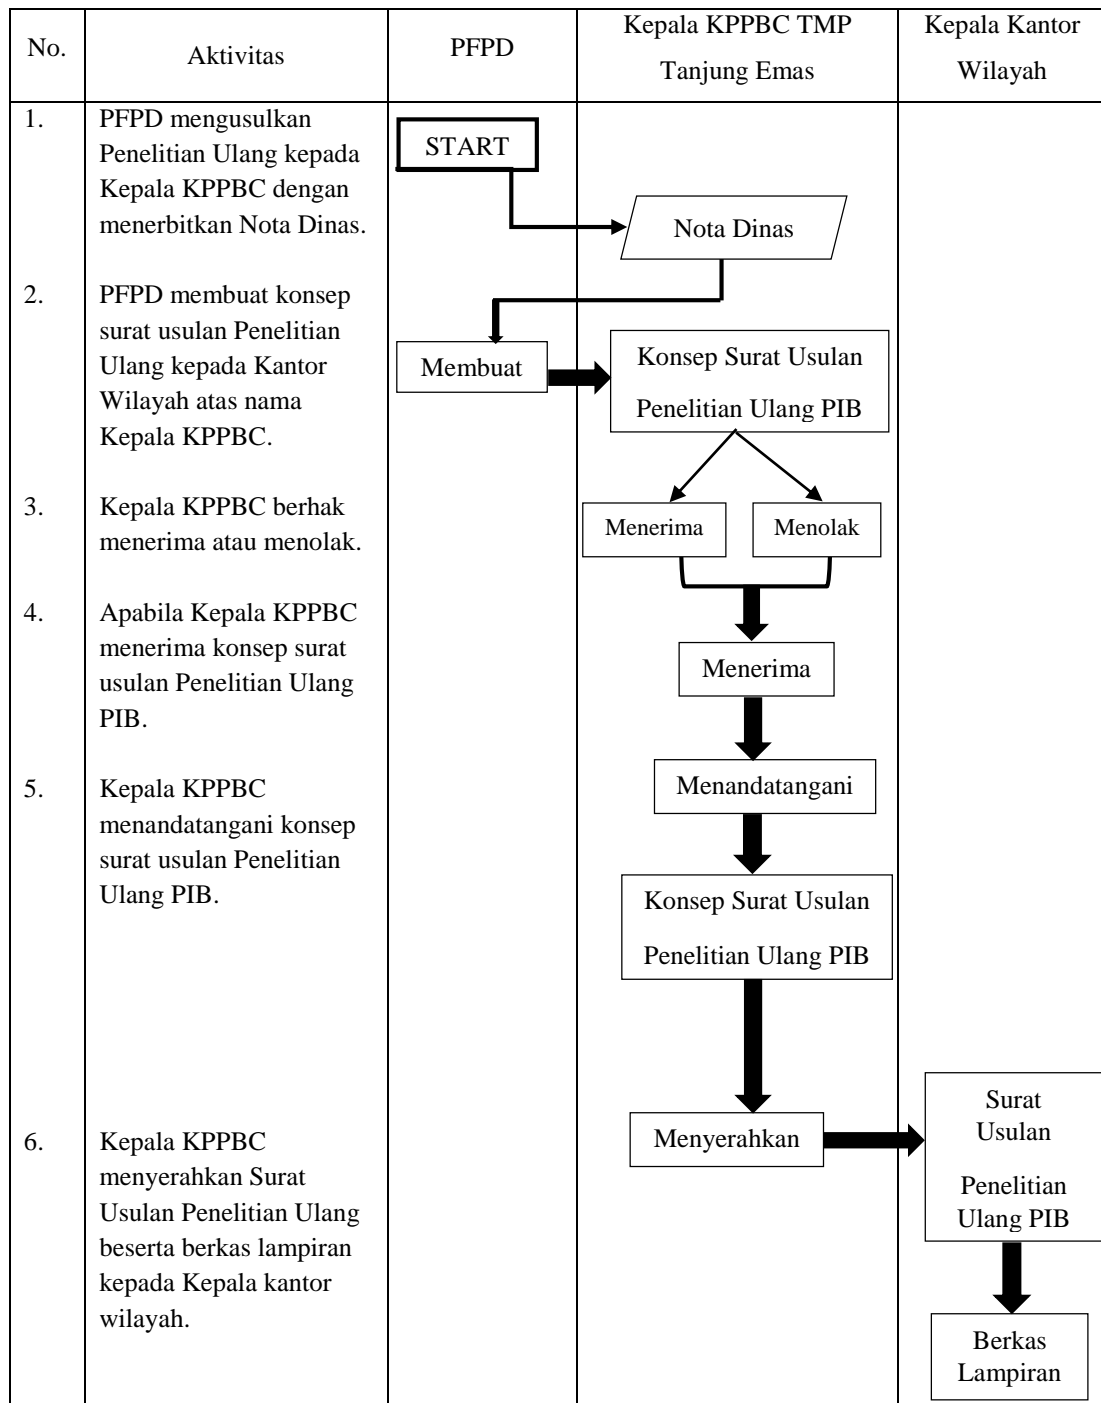 No.
Aktivitas
PFPD
Kepala KPPBC TMP
Tanjung Emas
Kepala Kantor
Wilayah
1.
PFPD mengusulkan
Penelitian Ulang kepada
Kepala KPPBC dengan
menerbitkan Nota Dinas.
START
Nota Dinas
2.
PFPD membuat konsep
surat usulan Penelitian
Ulang kepada Kantor
Wilayah atas nama
Kepala KPPBC.
Membuat
Konsep Surat Usulan
Penelitian Ulang PIB
3.
Kepala KPPBC berhak
menerima atau menolak.
Menerima
Menolak
4.
Apabila Kepala KPPBC
menerima konsep surat
usulan Penelitian Ulang
PIB.
Menerima
5.
Kepala KPPBC
menandatangani konsep
surat usulan Penelitian
Ulang PIB.
Menandatangani
Konsep Surat Usulan
Penelitian Ulang PIB
6.
Kepala KPPBC
menyerahkan Surat
Usulan Penelitian Ulang
beserta berkas lampiran
kepada Kepala kantor
wilayah.
Menyerahkan
Surat
Usulan
Penelitian
Ulang PIB
Berkas
Lampiran